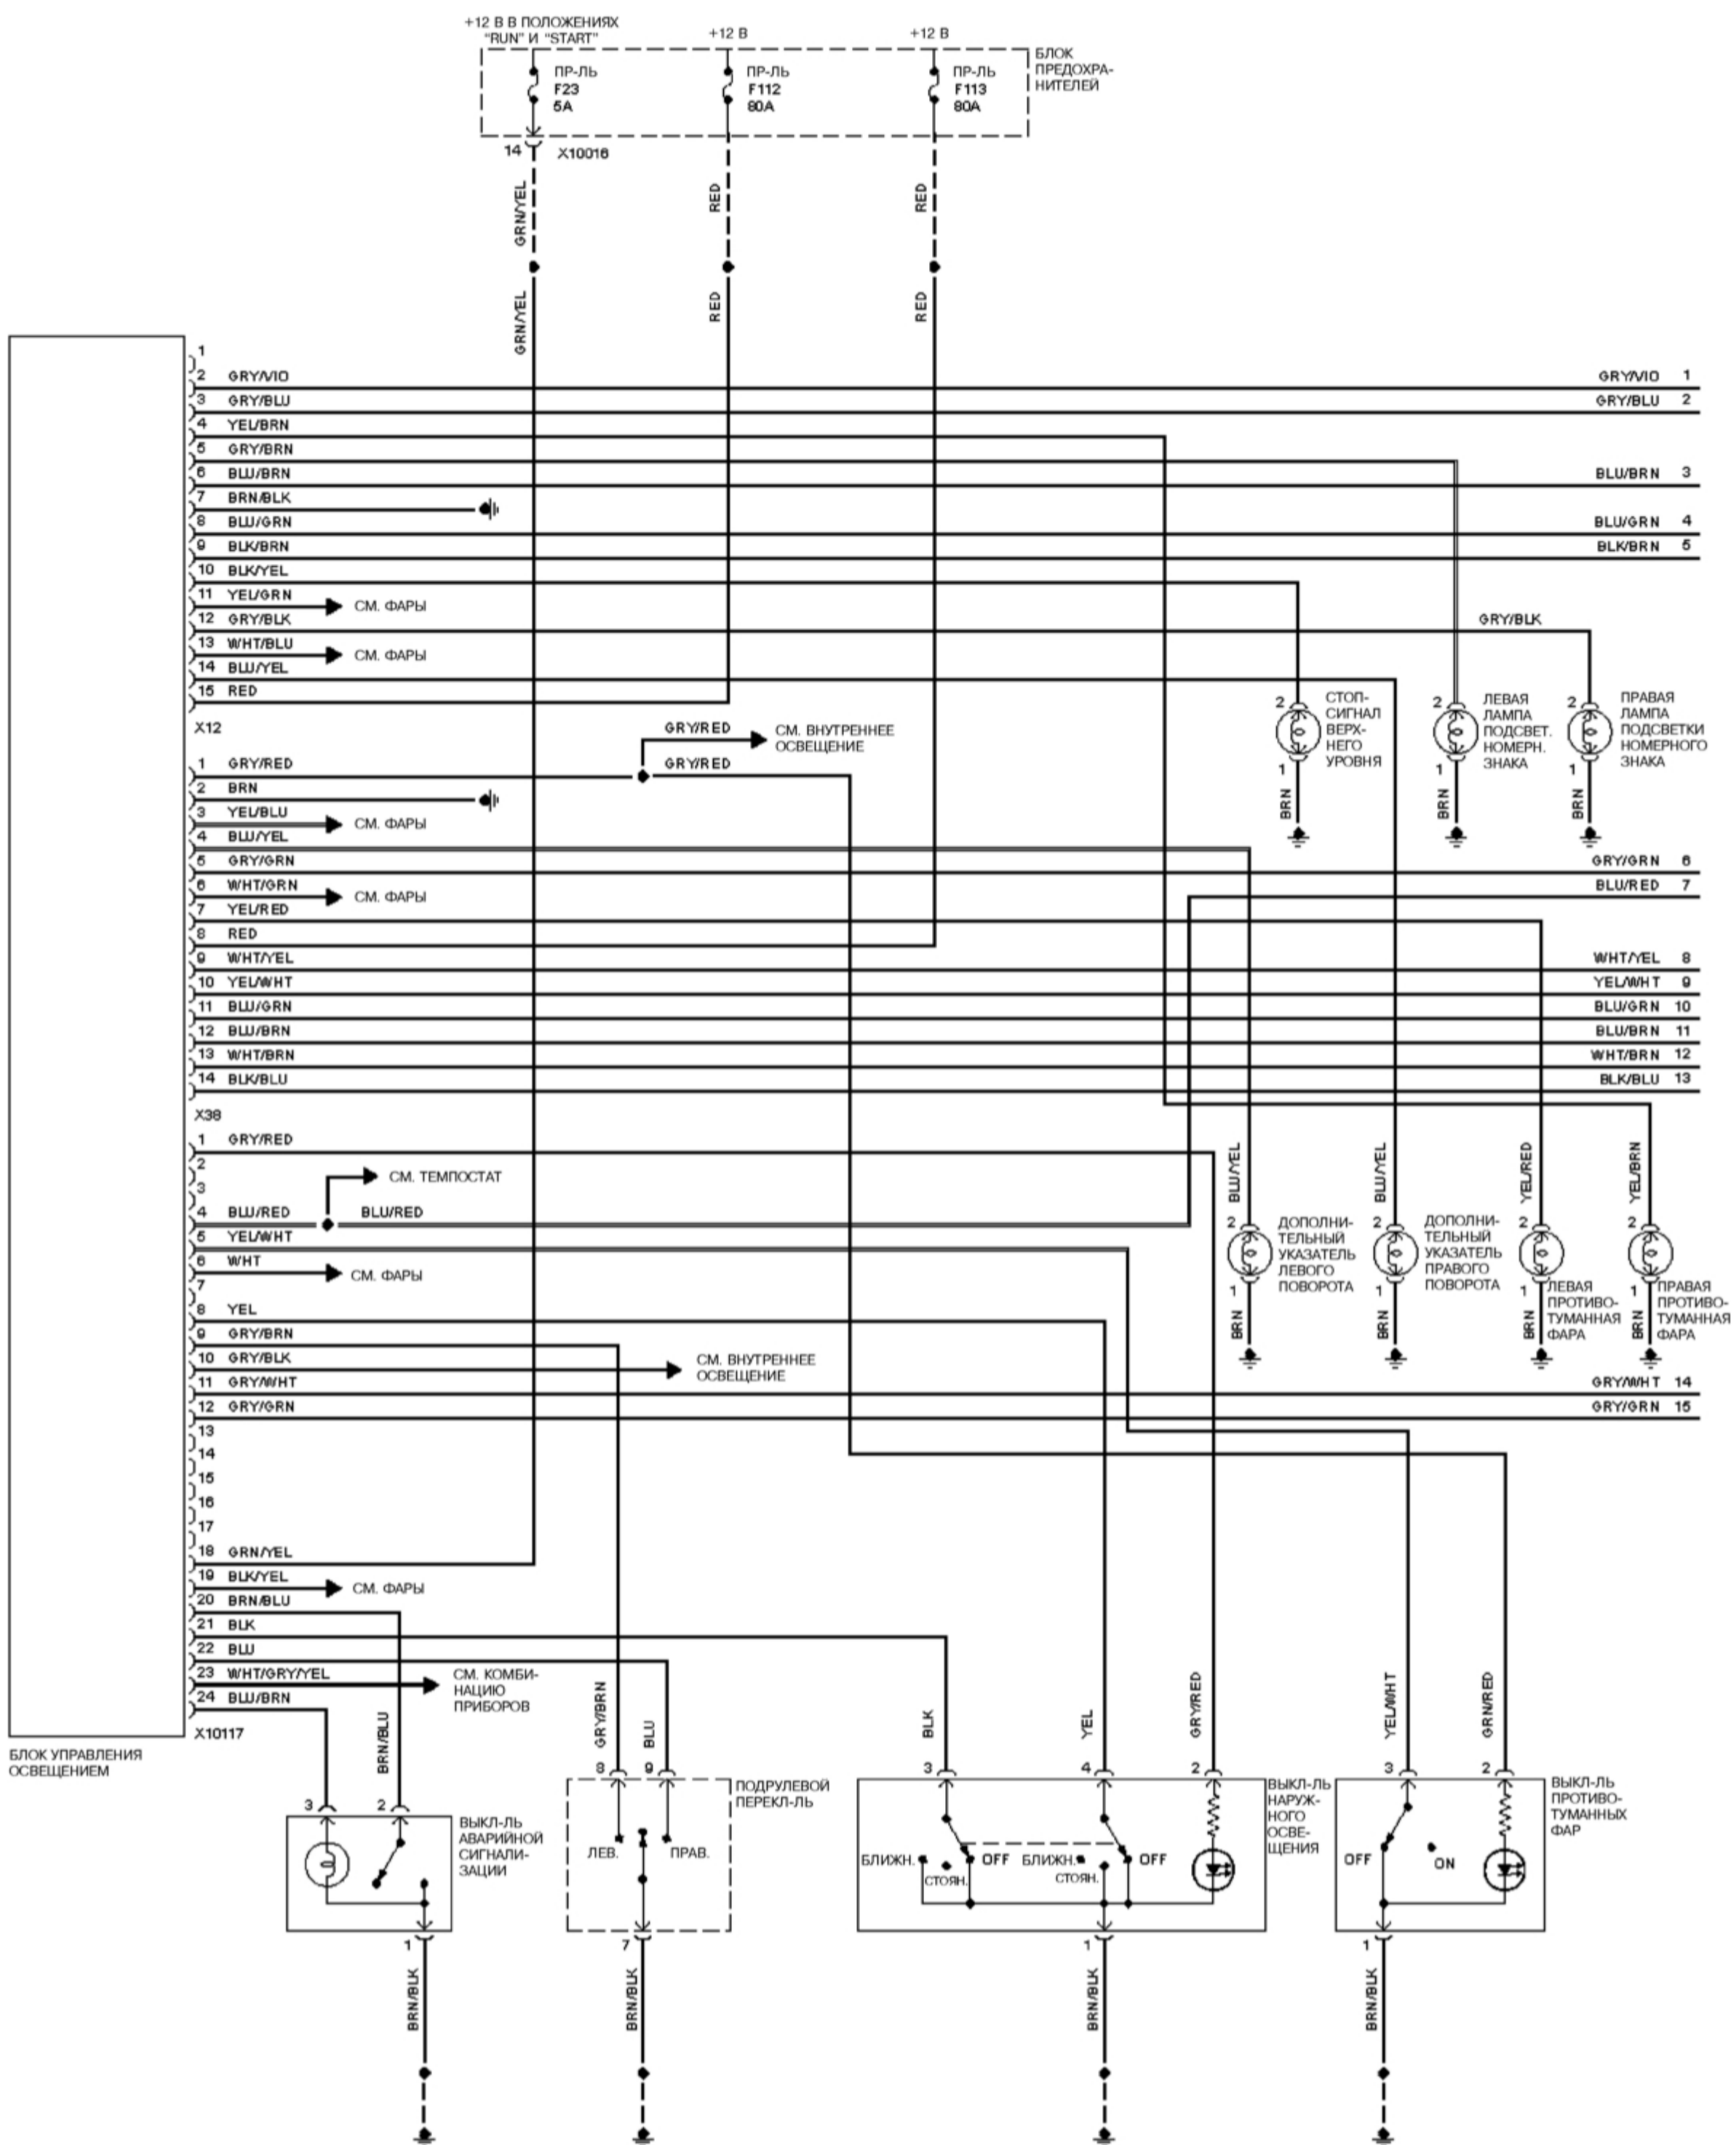 +12 В В ПОЛОЖЕНИЯХ
"RUN" И "START"
+12 В
+12 В
БЛОК
ПРЕДОХРА-
НИТЕЛЕЙ
ПР-ЛЬ
F23
5A
ПР-ЛЬ
F112
80A
ПР-ЛЬ
F113
80A
14
X10016
GRN/YEL
RED
RED
GRN/YEL
RED
RED
1
2 GRY/VIO
GRY/VIO 1
3 GRY/BLU
GRY/BLU 2
4 YEL/BRN
5 GRY/BRN
6 BLU/BRN
BLU/BRN 3
7 BRN/BLK
8 BLU/GRN
BLU/GRN 4
9 BLK/BRN
BLK/BRN 5
10 BLK/YEL
11 YEL/GRN
СМ. ФАРЫ
12 GRY/BLK
GRY/BLK
13 WHT/BLU
СМ. ФАРЫ
14 BLU/YEL
15 RED
X12
2
СТОП-
СИГНАЛ
ВЕРХ-
НЕГО
УРОВНЯ
1
BRN
2
ЛЕВАЯ
ЛАМПА
ПОДСВЕТ.
НОМЕРН.
ЗНАКА
1
BRN
2
ПРАВАЯ
ЛАМПА
ПОДСВЕТКИ
НОМЕРНОГО
ЗНАКА
1
BRN
GRY/RED
СМ. ВНУТРЕННЕЕ
ОСВЕЩЕНИЕ
1 GRY/RED
GRY/RED
2 BRN
3 YEL/BLU
СМ. ФАРЫ
4 BLU/YEL
5 GRY/GRN
GRY/GRN 6
6 WHT/GRN
СМ. ФАРЫ
BLU/RED 7
7 YEL/RED
8 RED
9 WHT/YEL
WHT/YEL 8
10 YEL/WHT
YEL/WHT 9
11 BLU/GRN
BLU/GRN 10
12 BLU/BRN
BLU/BRN 11
13 WHT/BRN
WHT/BRN 12
14 BLK/BLU
BLK/BLU 13
X38
1 GRY/RED
2
СМ. ТЕМПОСТАТ
3
4 BLU/RED
BLU/RED
5 YEL/WHT
6 WHT
СМ. ФАРЫ
7
8 YEL
9 GRY/BRN
10 GRY/BLK
СМ. ВНУТРЕННЕЕ
ОСВЕЩЕНИЕ
11 GRY/WHT
GRY/WHT 14
12 GRY/GRN
GRY/GRN 15
BLU/YEL
2
ДОПОЛНИ-
ТЕЛЬНЫЙ
УКАЗАТЕЛЬ
ЛЕВОГО
ПОВОРОТА
1
BRN
BLU/YEL
2
ДОПОЛНИ-
ТЕЛЬНЫЙ
УКАЗАТЕЛЬ
ПРАВОГО
ПОВОРОТА
1
BRN
YEL/RED
2
1
ЛЕВАЯ
ПРОТИВО-
ТУМАННАЯ
ФАРА
BRN
YEL/BRN
2
1
ПРАВАЯ
ПРОТИВО-
ТУМАННАЯ
ФАРА
BRN
13
14
15
16
17
18 GRN/YEL
19 BLK/YEL
СМ. ФАРЫ
20 BRN/BLU
21 BLK
22 BLU
23 WHT/GRY/YEL
СМ. КОМБИ-
НАЦИЮ
ПРИБОРОВ
24 BLU/BRN
X10117
БЛОК УПРАВЛЕНИЯ
ОСВЕЩЕНИЕМ
BRN/BLU
3
2
ВЫКЛ-ЛЬ
АВАРИЙНОЙ
СИГНАЛИ-
ЗАЦИИ
1
BRN/BLK
GRY/BRN
BLU
8
9
ПОДРУЛЕВОЙ
ПЕРЕКЛ-ЛЬ
ЛЕВ.
ПРАВ.
7
BRN/BLK
BLK
YEL
GRY/RED
3
4
2
ВЫКЛ-ЛЬ
НАРУЖ-
НОГО
ОСВЕ-
ЩЕНИЯ
БЛИЖН.
OFF
СТОЯН.
БЛИЖН.
OFF
СТОЯН.
1
BRN/BLK
YEL/WHT
GRN/RED
3
2
ВЫКЛ-ЛЬ
ПРОТИВО-
ТУМАННЫХ
ФАР
OFF
ON
1
BRN/BLK